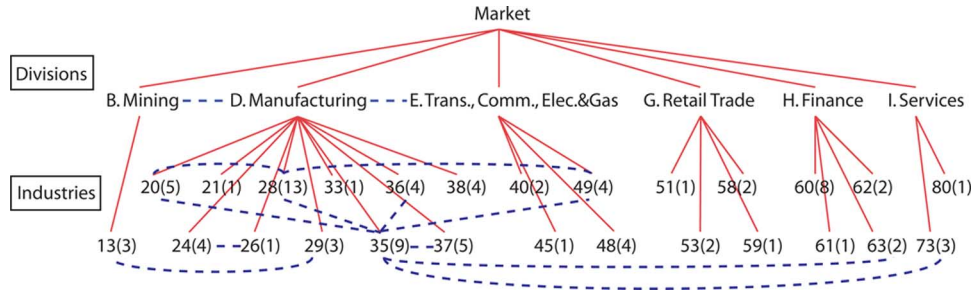 Market
Divisions
B. Mining D. Manufacturing E. Trans., Comm., Elec.&Gas G. Retail Trade H. Finance I. Services
Industries
20(5) 21(1) 28(13) 33(1) 36(4) 38(4) 40(2) 49(4) 51(1) 58(2) 60(8) 62(2) 80(1)
13(3) 24(4) 26(1) 29(3) 35(9) 37(5) 45(1) 48(4) 53(2) 59(1) 61(1) 63(2) 73(3)